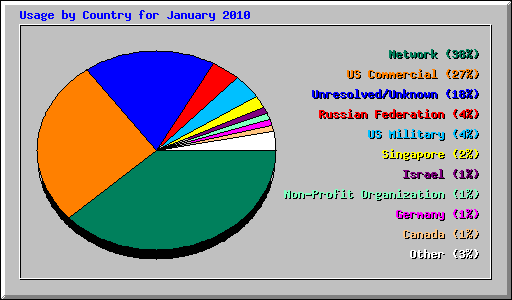 Usage by Country for January 2010
Network (38%)
US Commercial (27%)
Unresolved/Unknown (18%)
Russian Federation (4%)
US Military (4%)
Singapore (2%)
Israel (1%)
Non-Profit Organization (1%)
Germany (1%)
Canada (1%)
Other (3%)